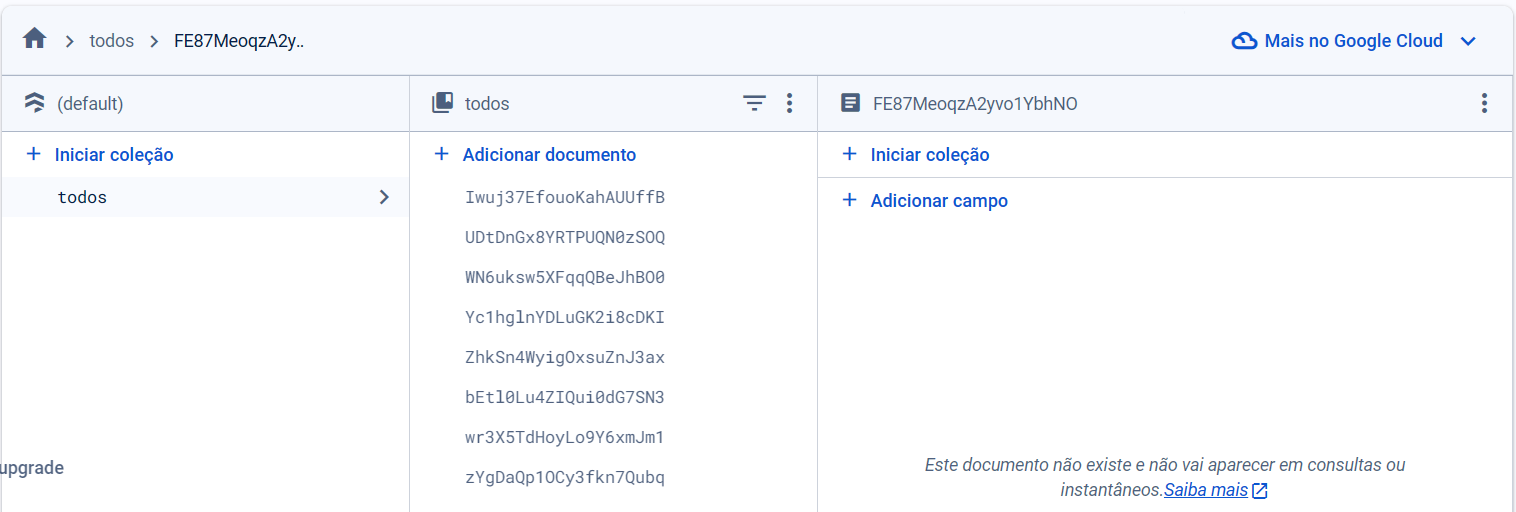 todos
FE87MeoqzA2y..
Mais no Google Cloud
(default)
todos
FE87MeoqzA2yvo1YbhNO
+ Iniciar coleção
+ Adicionar documento
+ Iniciar coleção
todos
Iwuj37EfouoKahAUUffB
+ Adicionar campo
UDtDnGx8YRTPUQN0zSOQ
WN6uksw5XFqqQBeJhBO0
Yc1hglnYDLuGK2i8cDKI
ZhkSn4WyigOxsuZnJ3ax
bEtl0Lu4ZIQui0dG7SN3
wr3X5TdHoyLo9Y6xmJm1
zYgDaQp1OCy3fkn7Qubq
upgrade
Este documento não existe e não vai aparecer em consultas ou
instantâneos.Saiba mais